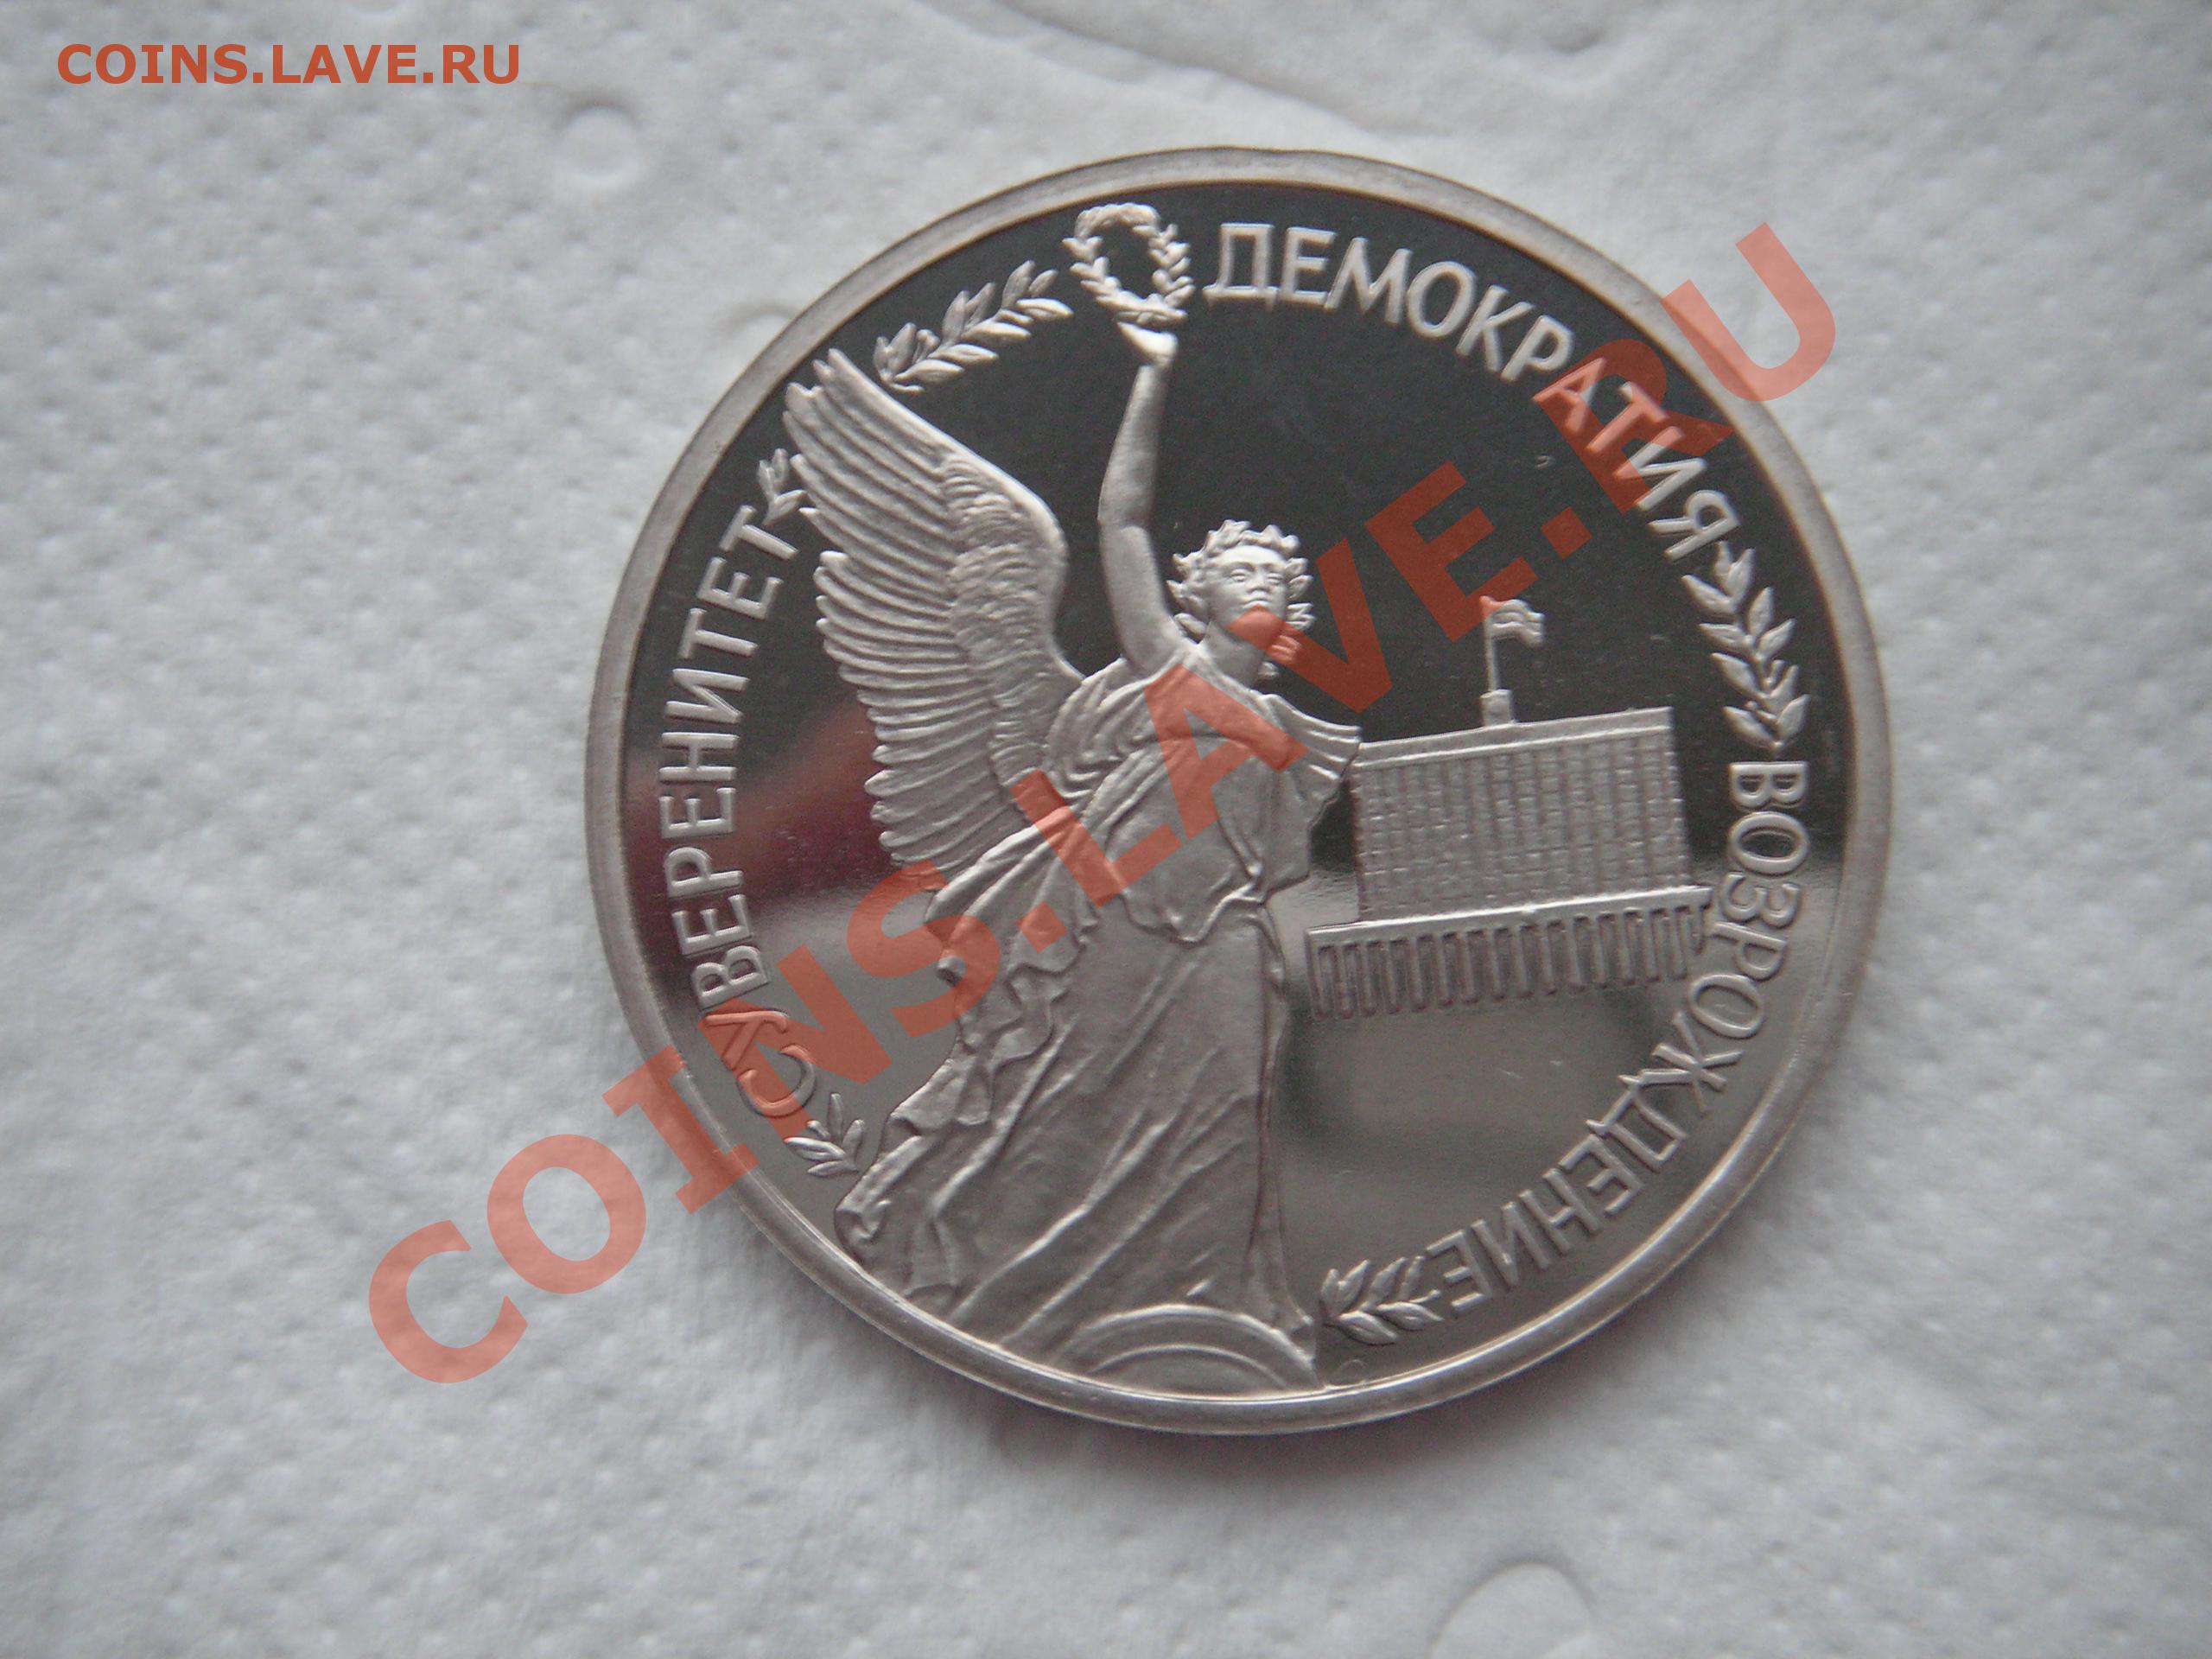 COINS.LAVE.RU
СУВЕРЕНИТЕТ
ДЕМОКРАТИЯ
ВОЗРОЖДЕНИЕ
COINS.LAVE.RU